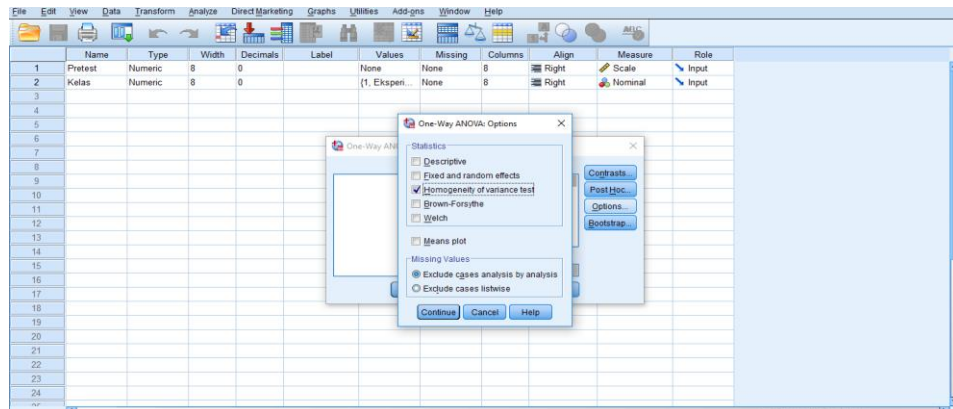 File Edit View Data Transform Analyze Direct Marketing Graphs Utilities Add-ons Window Help
Name Type Width Decimals Label Values Missing Columns Align Measure Role
1 Pretest Numeric 8 0 None None 8 Right Scale Input
2 Kelas Numeric 8 0 {1, Eksperi... None 8 Right Nominal Input
3
4
5
6
7
8
9
10
11
12
13
14
15
16
17
18
19
20
21
22
23
24
One-Way ANO
Contrasts...
Post Hoc...
Options...
Bootstrap...
One-Way ANOVA: Options
Statistics
Descriptive
Fixed and random effects
Homogeneity of variance test
Brown-Forsythe
Welch
Means plot
Missing Values
Exclude cases analysis by analysis
Exclude cases listwise
Continue Cancel Help